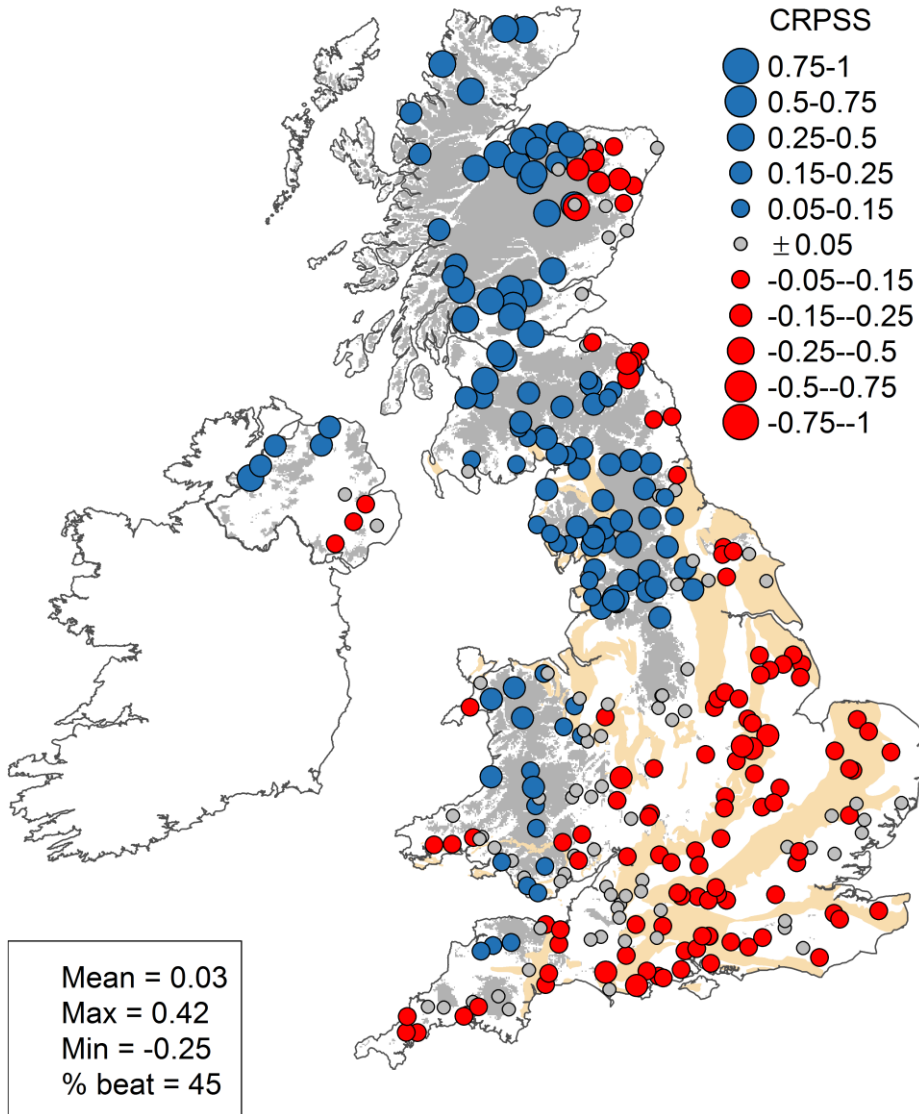 CRPSS
0.75-1
0.5-0.75
0.25-0.5
0.15-0.25
0.05-0.15
±0.05
-0.05--0.15
-0.15--0.25
-0.25--0.5
-0.5--0.75
-0.75--1
Mean = 0.03
Max = 0.42
Min = -0.25
% beat = 45